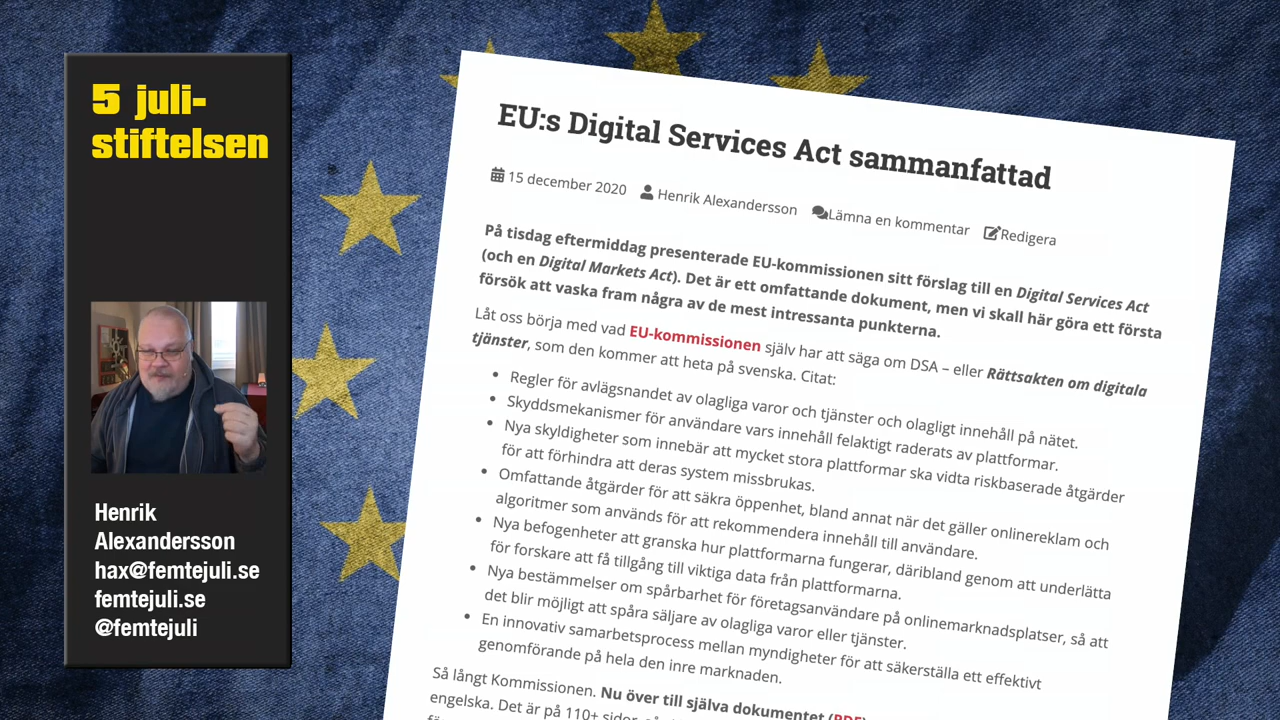 5 juli-
stiftelsen
Henrik
Alexandersson
hax@femtejuli.se
femtejuli.se
@femtejuli
EU:s Digital Services Act sammanfattad
15 december 2020 Henrik Alexandersson Lämna en kommentar Redigera
På tisdag eftermiddag presenterade EU-kommissionen sitt förslag till en Digital Services Act
(och en Digital Markets Act). Det är ett omfattande dokument, men vi skall här göra ett första
försök att vaska fram några av de mest intressanta punkterna.
Låt oss börja med vad EU-kommissionen själv har att säga om DSA – eller Rättsakten om digitala
tjänster, som den kommer att heta på svenska. Citat:
• Regler för avlägsnandet av olagliga varor och tjänster och olagligt innehåll på nätet.
• Skyddsmekanismer för användare vars innehåll felaktigt raderats av plattformar.
• Nya skyldigheter som innebär att mycket stora plattformar ska vidta riskbaserade åtgärder
för att förhindra att deras system missbrukas.
• Omfattande åtgärder för att säkra öppenhet, bland annat när det gäller onlinereklam och
algoritmer som används för att rekommendera innehåll till användare.
• Nya befogenheter att granska hur plattformarna fungerar, däribland genom att underlätta
för forskare att få tillgång till viktiga data från plattformarna.
• Nya bestämmelser om spårbarhet för företagsanvändare på onlinemarknadsplatser, så att
det blir möjligt att spåra säljare av olagliga varor eller tjänster.
• En innovativ samarbetsprocess mellan myndigheter för att säkerställa ett effektivt
genomförande på hela den inre marknaden.
Så långt Kommissionen. Nu över till själva dokumentet (PDF)
engelska. Det är på 110+ sidor